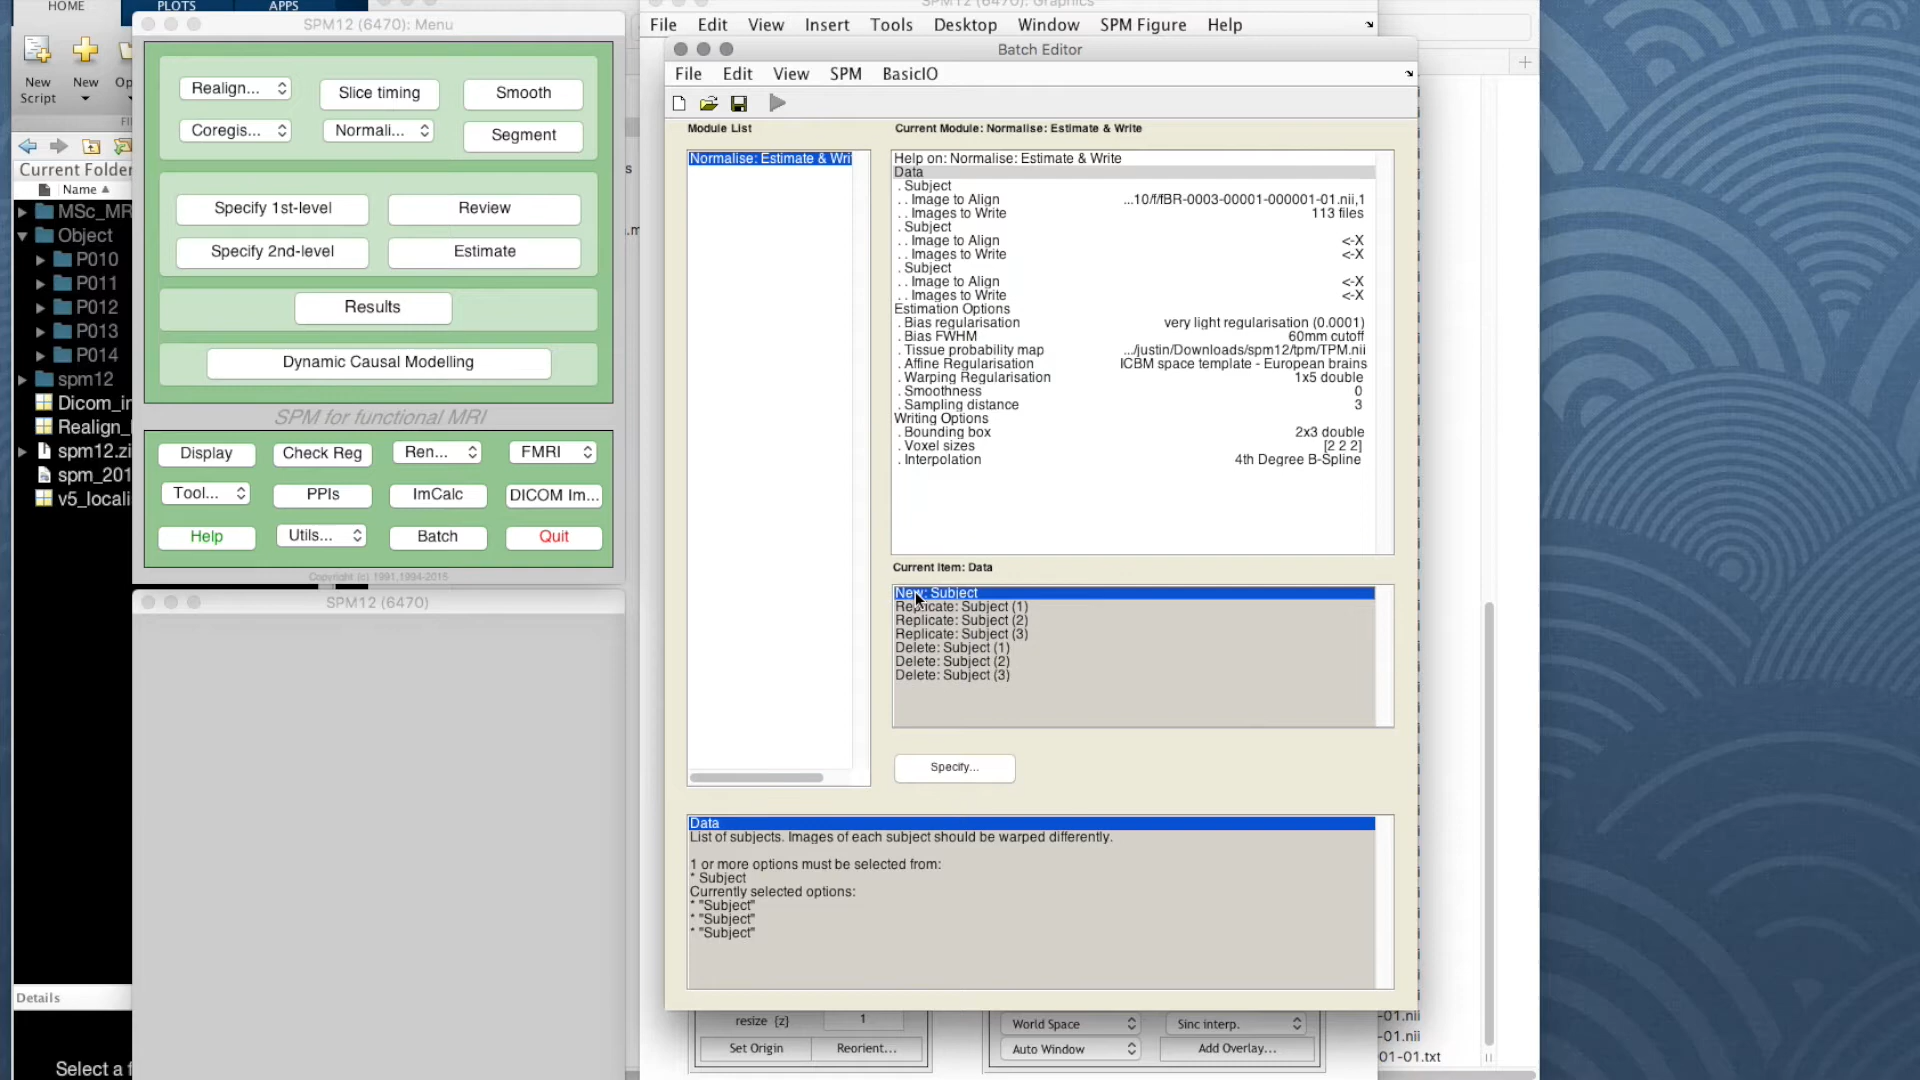 HOME
PLOTS
APPS
New
Script
New
Current Folder
Name
MSc_MR
Object
P010
P011
P012
P013
P014
spm12
Dicom_in
Realign_
spm12.zi
spm_201
v5_locali
Details
Select a f
SPM12 (6470): Menu
Realign...
Slice timing
Smooth
Coregis...
Normali...
Segment
Specify 1st-level
Review
Specify 2nd-level
Estimate
Results
Dynamic Causal Modelling
SPM for functional MRI
Display
Check Reg
Ren...
FMRI
Tool...
PPIs
ImCalc
DICOM Im...
Help
Utils...
Batch
Quit
Copyright (c) 1991,1994-2015
SPM12 (6470)
SPM12 (6470): Graphics
File Edit View Insert Tools Desktop Window SPM Figure Help
Batch Editor
File Edit View SPM BasicIO
Module List
Normalise: Estimate & Wri
Current Module: Normalise: Estimate & Write
Help on: Normalise: Estimate & Write
Data
. Subject
. . Image to Align ...10/f/fBR-0003-00001-000001-01.nii,1
. . Images to Write 113 files
. Subject
. . Image to Align <-X
. . Images to Write <-X
. Subject
. . Image to Align <-X
. . Images to Write <-X
Estimation Options
. Bias regularisation very light regularisation (0.0001)
. Bias FWHM 60mm cutoff
. Tissue probability map .../justin/Downloads/spm12/tpm/TPM.nii
. Affine Regularisation ICBM space template - European brains
. Warping Regularisation 1x5 double
. Smoothness 0
. Sampling distance 3
Writing Options
. Bounding box 2x3 double
. Voxel sizes [2 2 2]
. Interpolation 4th Degree B-Spline
Current Item: Data
New: Subject
Replicate: Subject (1)
Replicate: Subject (2)
Replicate: Subject (3)
Delete: Subject (1)
Delete: Subject (2)
Delete: Subject (3)
Specify...
Data
List of subjects. Images of each subject should be warped differently.
1 or more options must be selected from:
* Subject
Currently selected options:
* "Subject"
* "Subject"
* "Subject"
resize {z} 1
Set Origin
Reorient...
World Space
Sinc interp.
Auto Window
Add Overlay...
-01.nii
-01.nii
01-01.txt